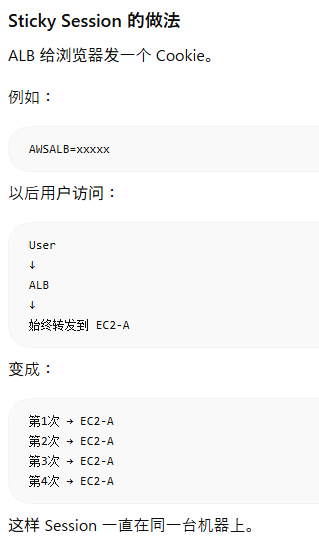 Sticky Session 的做法
ALB 给浏览器发一个 Cookie。
例如：
AWSALB=xxxxx
以后用户访问：
User
↓
ALB
↓
始终转发到 EC2-A
变成：
第1次 → EC2-A
第2次 → EC2-A
第3次 → EC2-A
第4次 → EC2-A
这样 Session 一直在同一台机器上。